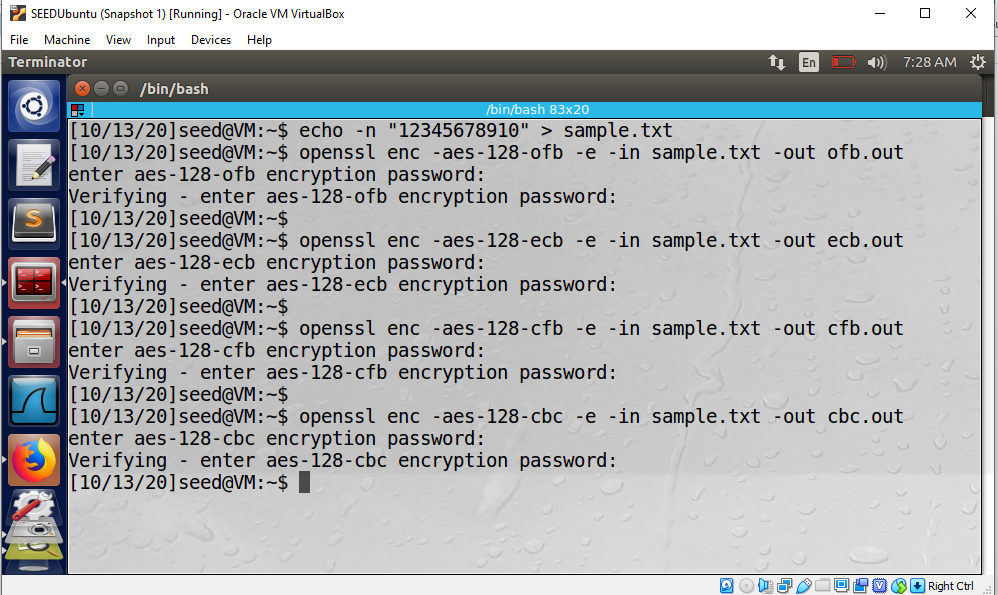 SEEDUbuntu (Snapshot 1) [Running] - Oracle VM VirtualBox
File Machine View Input Devices Help
Terminator En 7:28 AM
/bin/bash
/bin/bash 83x20
[10/13/20]seed@VM:~$ echo -n "12345678910" > sample.txt
[10/13/20]seed@VM:~$ openssl enc -aes-128-ofb -e -in sample.txt -out ofb.out
enter aes-128-ofb encryption password:
Verifying - enter aes-128-ofb encryption password:
[10/13/20]seed@VM:~$
[10/13/20]seed@VM:~$ openssl enc -aes-128-ecb -e -in sample.txt -out ecb.out
enter aes-128-ecb encryption password:
Verifying - enter aes-128-ecb encryption password:
[10/13/20]seed@VM:~$
[10/13/20]seed@VM:~$ openssl enc -aes-128-cfb -e -in sample.txt -out cfb.out
enter aes-128-cfb encryption password:
Verifying - enter aes-128-cfb encryption password:
[10/13/20]seed@VM:~$
[10/13/20]seed@VM:~$ openssl enc -aes-128-cbc -e -in sample.txt -out cbc.out
enter aes-128-cbc encryption password:
Verifying - enter aes-128-cbc encryption password:
[10/13/20]seed@VM:~$
Right Ctrl